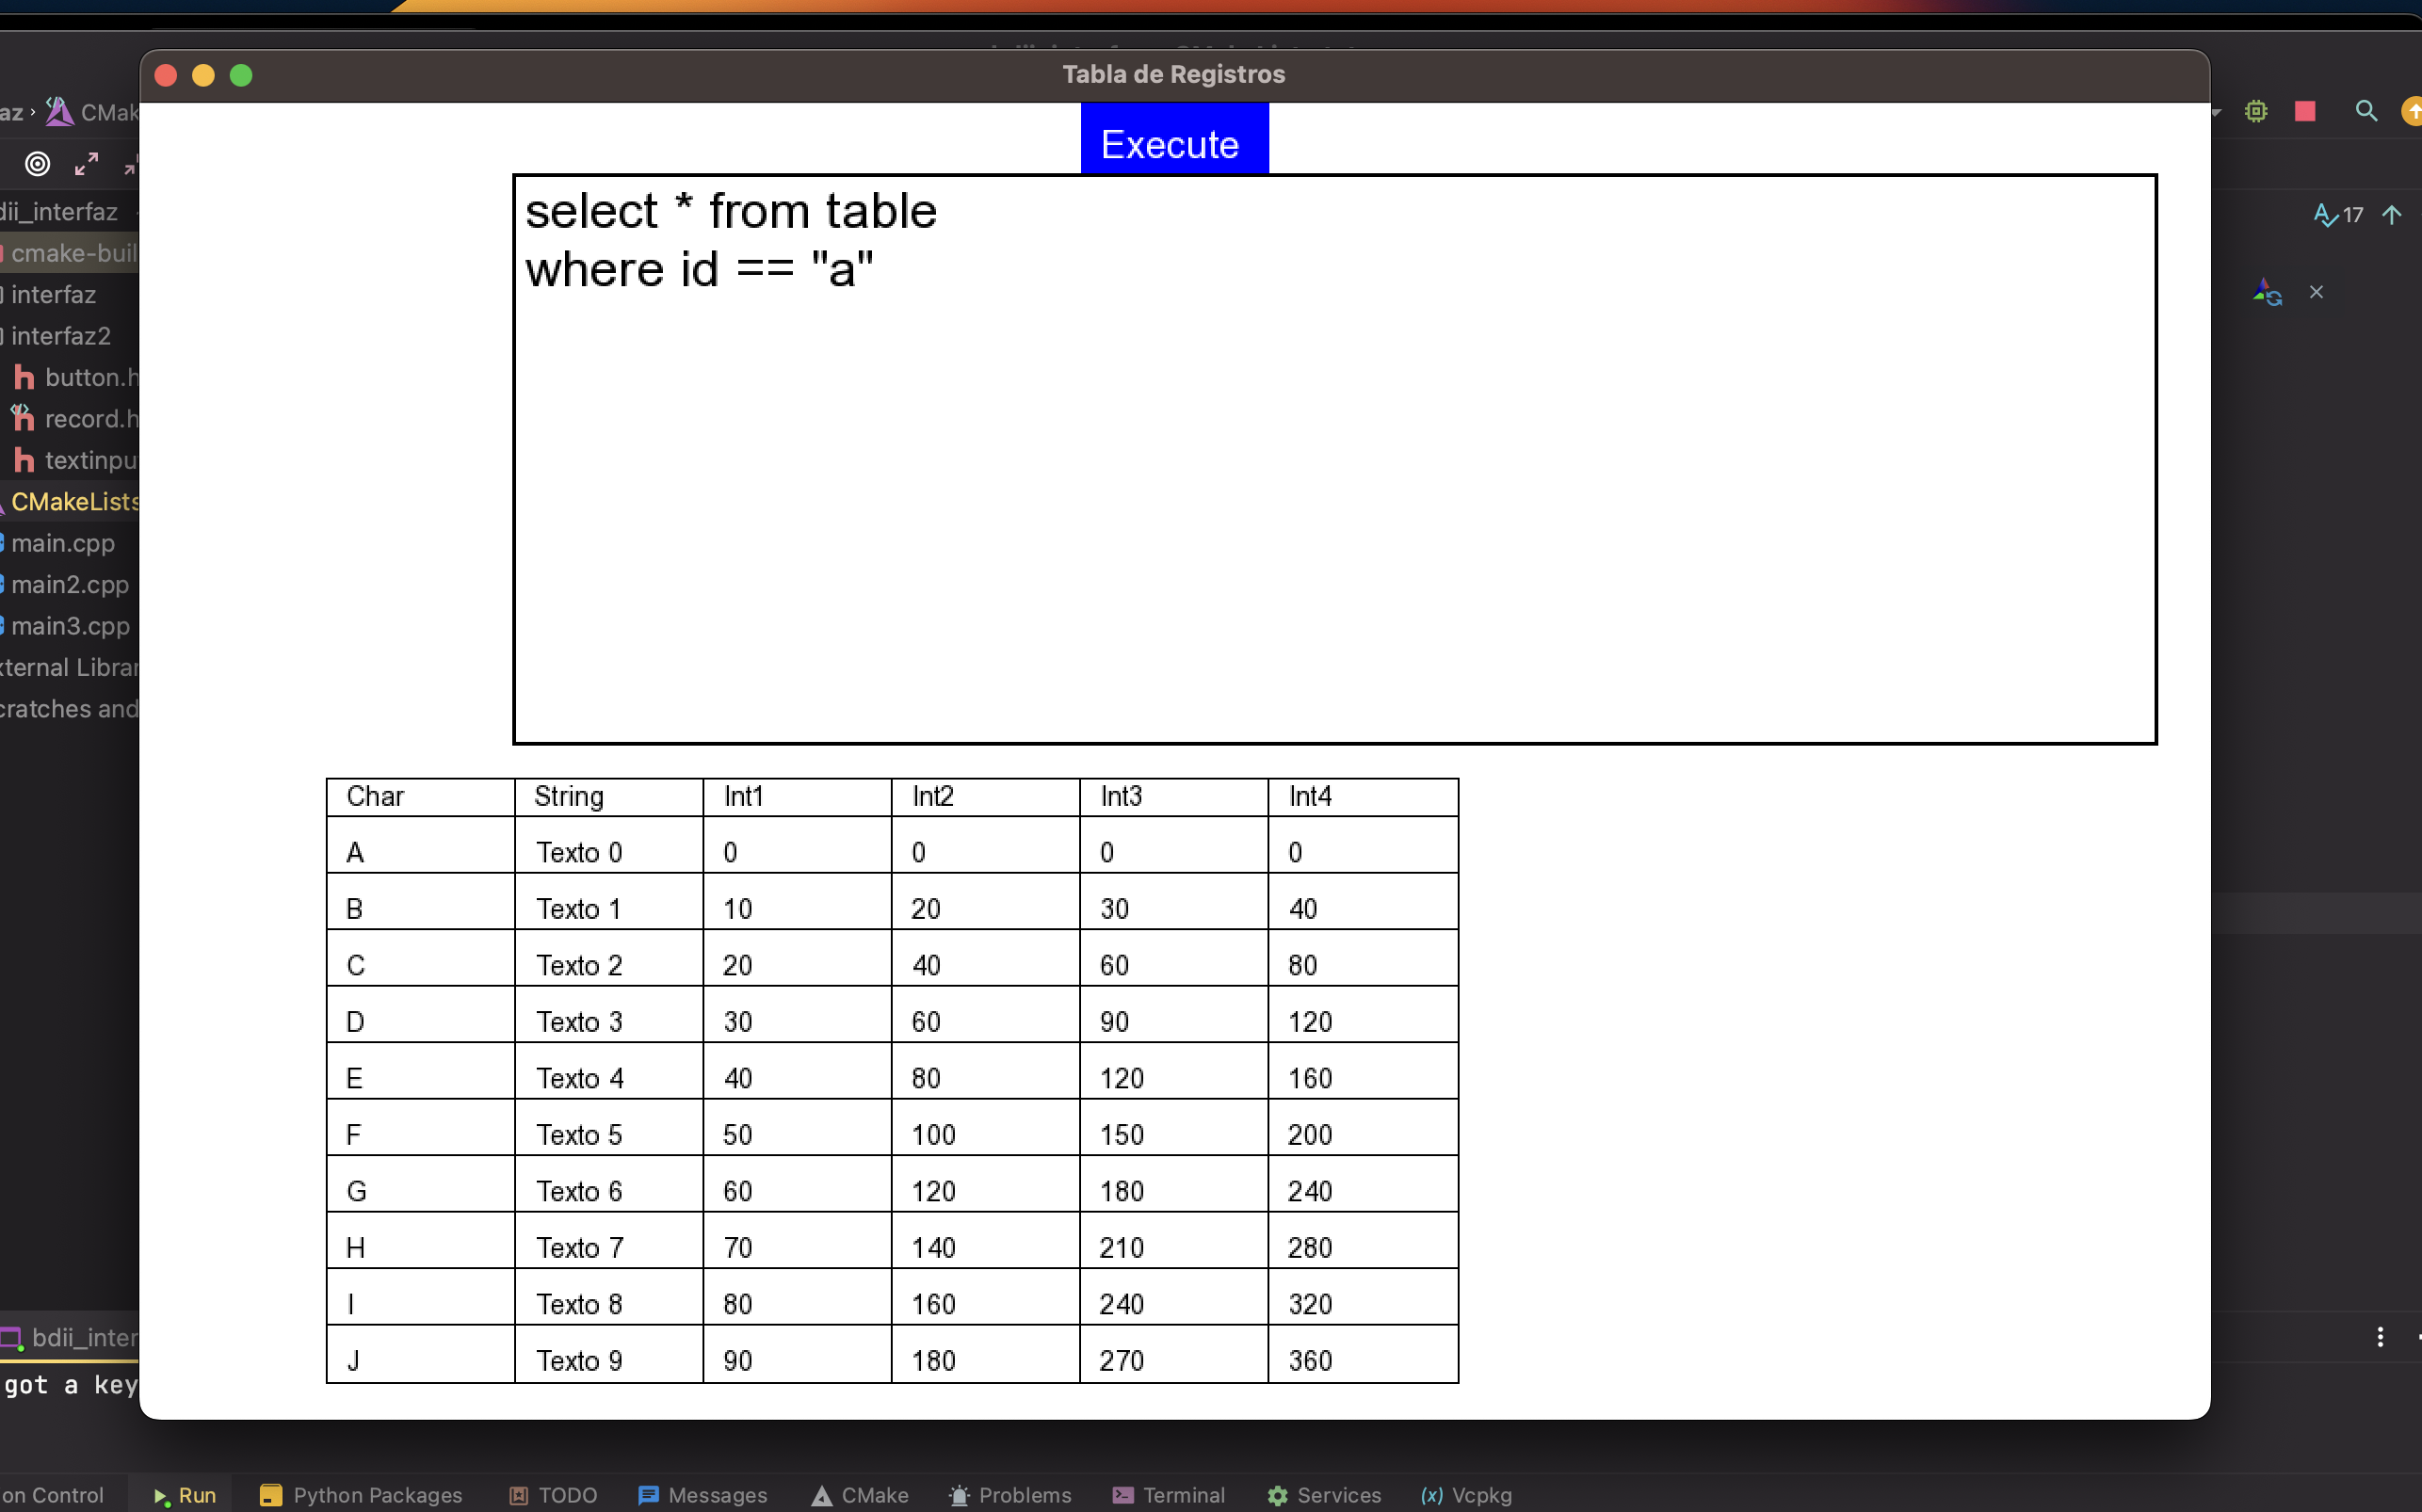 Tabla de Registros
Execute
select * from table
where id == "a"
Char String Int1 Int2 Int3 Int4
A Texto 0 0 0 0 0
B Texto 1 10 20 30 40
C Texto 2 20 40 60 80
D Texto 3 30 60 90 120
E Texto 4 40 80 120 160
F Texto 5 50 100 150 200
G Texto 6 60 120 180 240
H Texto 7 70 140 210 280
I Texto 8 80 160 240 320
J Texto 9 90 180 270 360
az › CMak
17
dii_interfaz
cmake-buil
interfaz
interfaz2
button.h
record.h
textinpu
CMakeLists
main.cpp
main2.cpp
main3.cpp
xternal Librar
cratches and
bdii_inter
got a key
on Control Run Python Packages TODO Messages CMake Problems Terminal Services (x) Vcpkg